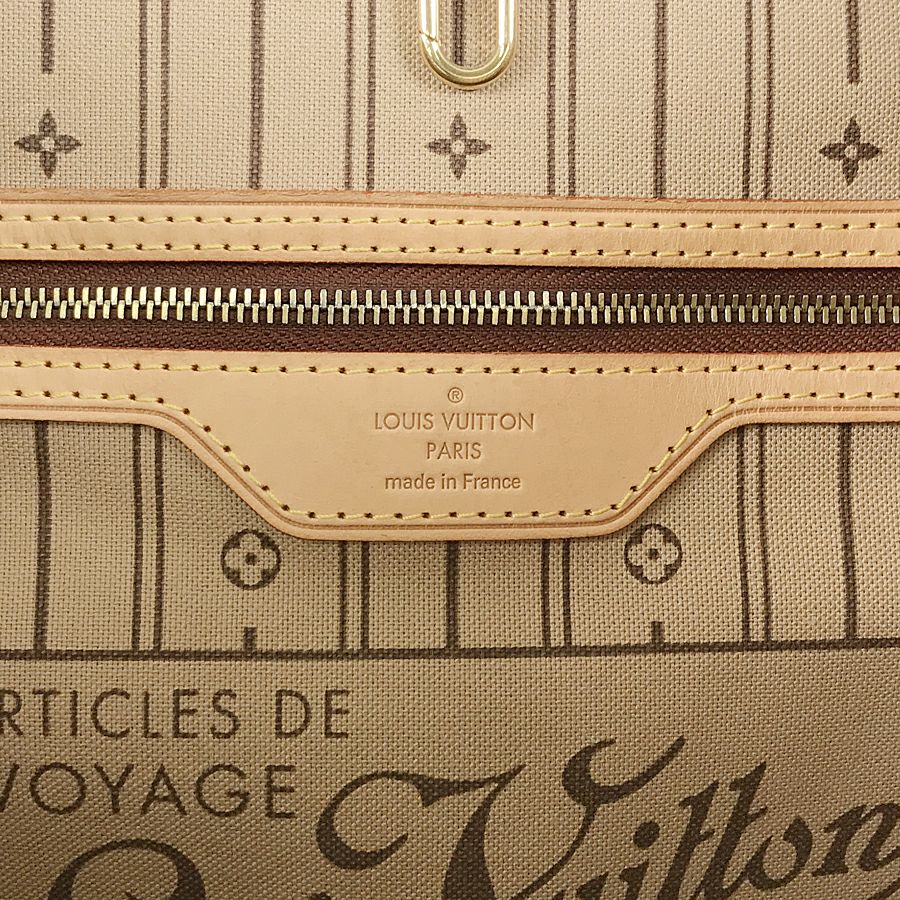 ®
LOUIS VUITTON
PARIS
made in France
RTICLES DE
VOYAGE
Vuitton